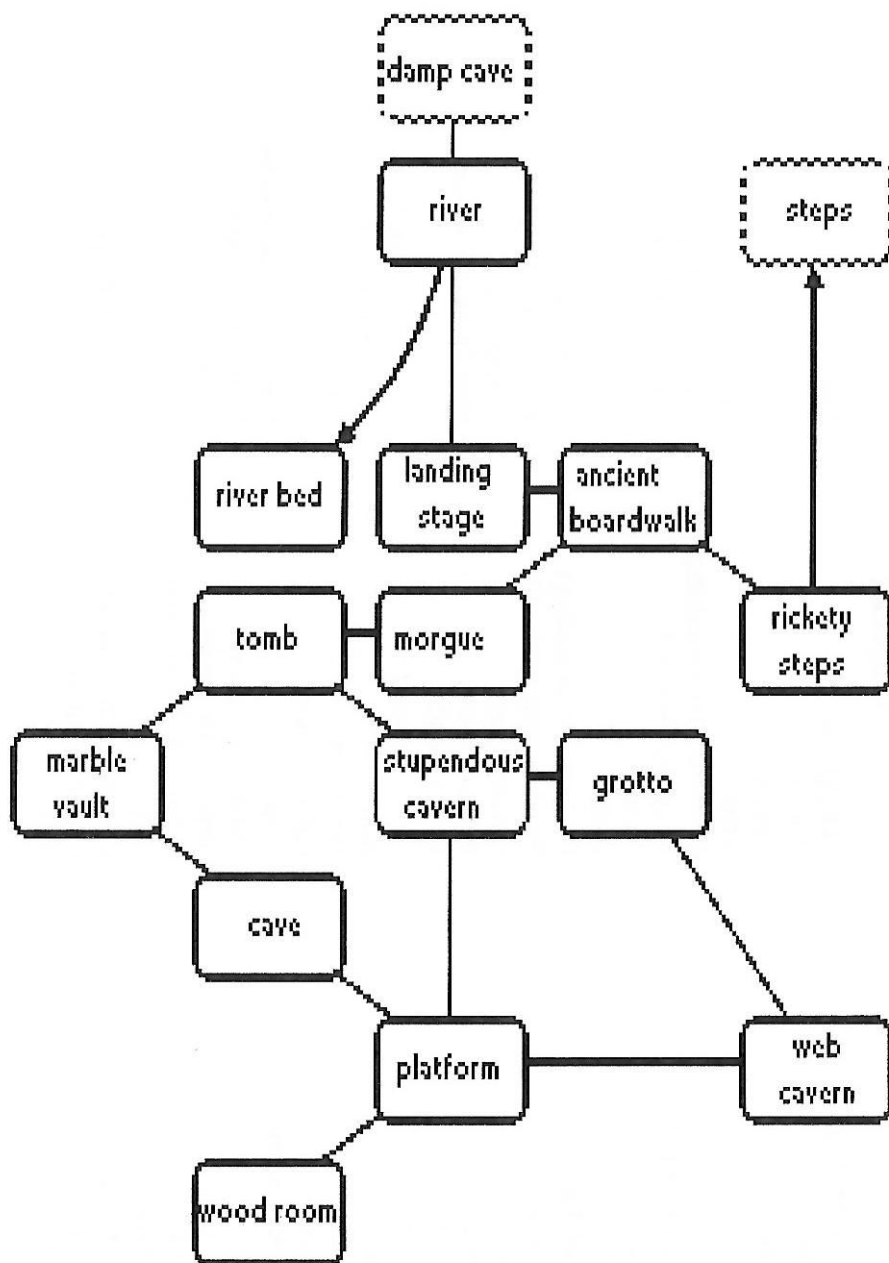 damp cave
river
steps
river bed
landing
stage
ancient
boardwalk
tomb
morgue
rickety
steps
marble
vault
stupendous
cavern
grotto
cave
platform
web
cavern
wood room